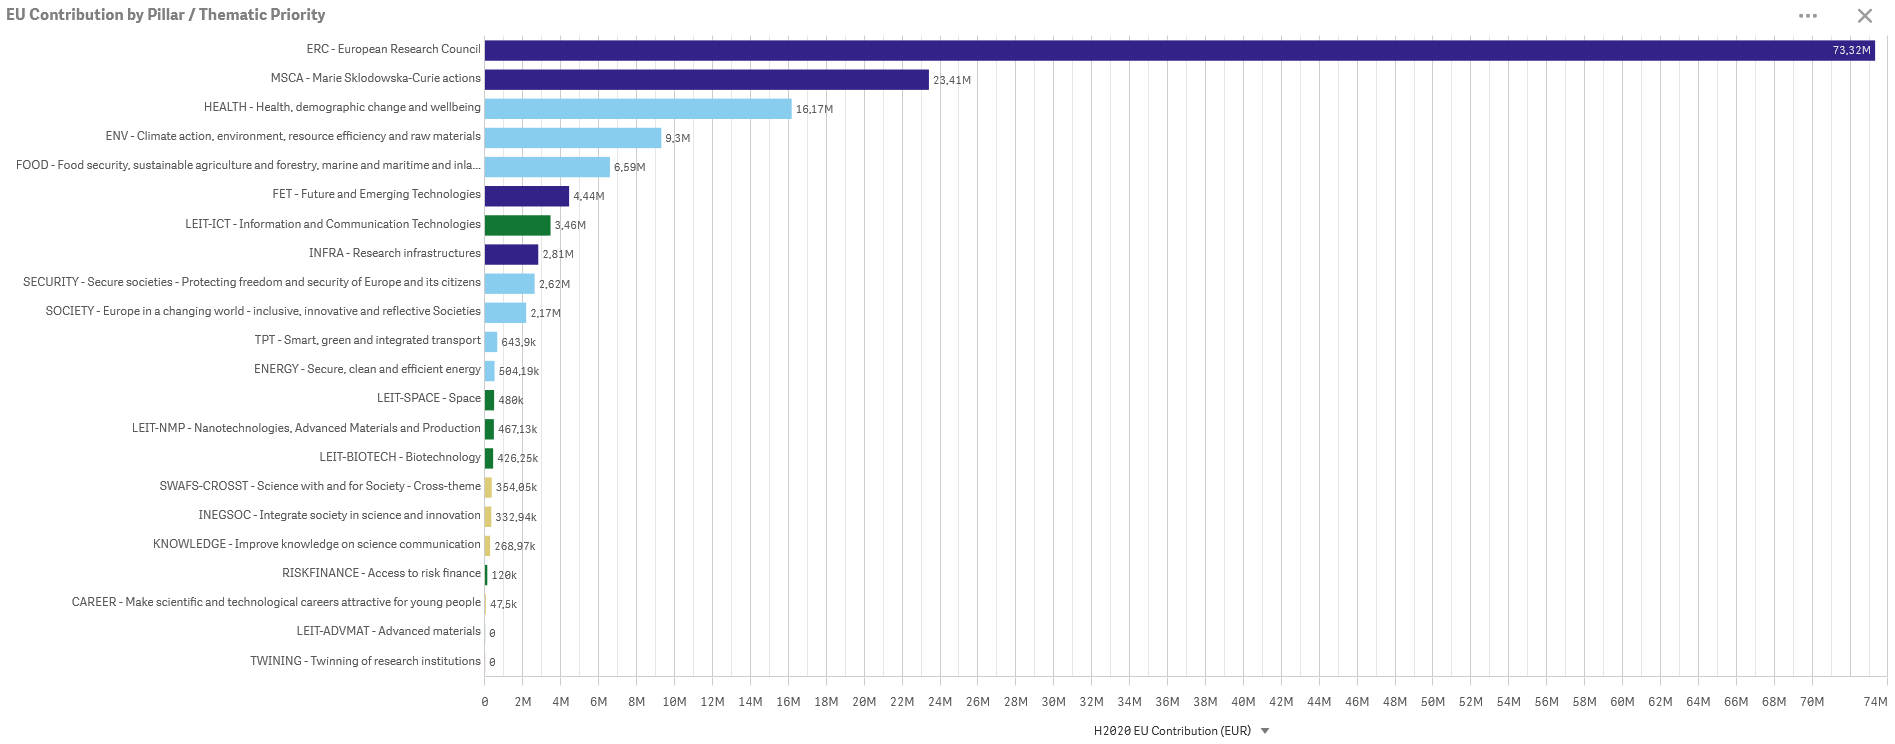 EU Contribution by Pillar / Thematic Priority
ERC - European Research Council 73,32M
MSCA - Marie Sklodowska-Curie actions 23,41M
HEALTH - Health, demographic change and wellbeing 16,17M
ENV - Climate action, environment, resource efficiency and raw materials 9,3M
FOOD - Food security, sustainable agriculture and forestry, marine and maritime and inla... 6,59M
FET - Future and Emerging Technologies 4,44M
LEIT-ICT - Information and Communication Technologies 3,46M
INFRA - Research infrastructures 2,81M
SECURITY - Secure societies - Protecting freedom and security of Europe and its citizens 2,62M
SOCIETY - Europe in a changing world - inclusive, innovative and reflective Societies 2,17M
TPT - Smart, green and integrated transport 643,9k
ENERGY - Secure, clean and efficient energy 504,19k
LEIT-SPACE - Space 480k
LEIT-NMP - Nanotechnologies, Advanced Materials and Production 467,13k
LEIT-BIOTECH - Biotechnology 426,25k
SWAFS-CROSST - Science with and for Society - Cross-theme 354,05k
INEGSOC - Integrate society in science and innovation 332,94k
KNOWLEDGE - Improve knowledge on science communication 268,97k
RISKFINANCE - Access to risk finance 120k
CAREER - Make scientific and technological careers attractive for young people 47,5k
LEIT-ADVMAT - Advanced materials 0
TWINING - Twinning of research institutions 0
0 2M 4M 6M 8M 10M 12M 14M 16M 18M 20M 22M 24M 26M 28M 30M 32M 34M 36M 38M 40M 42M 44M 46M 48M 50M 52M 54M 56M 58M 60M 62M 64M 66M 68M 70M 74M
H2020 EU Contribution (EUR)